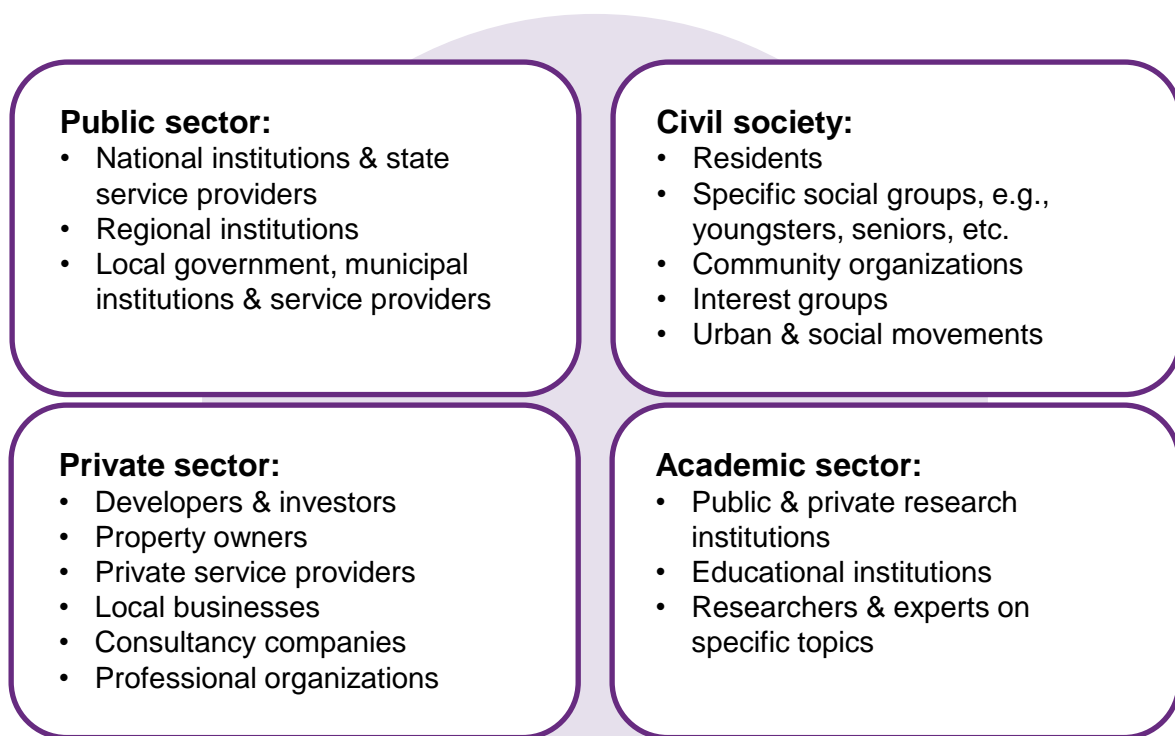 Public sector:
• National institutions & state
service providers
• Regional institutions
• Local government, municipal
institutions & service providers
Civil society:
• Residents
• Specific social groups, e.g.,
youngsters, seniors, etc.
• Community organizations
• Interest groups
• Urban & social movements
Private sector:
• Developers & investors
• Property owners
• Private service providers
• Local businesses
• Consultancy companies
• Professional organizations
Academic sector:
• Public & private research
institutions
• Educational institutions
• Researchers & experts on
specific topics